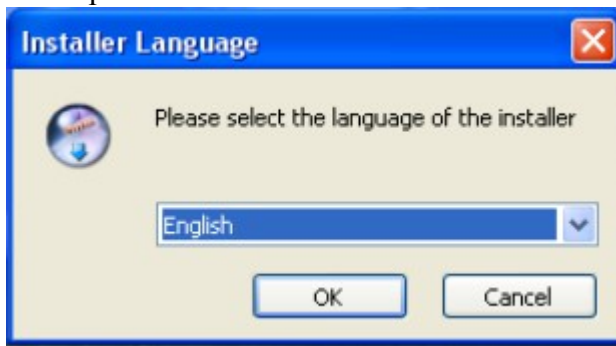 Installer Language
Please select the language of the installer
English
OK
Cancel